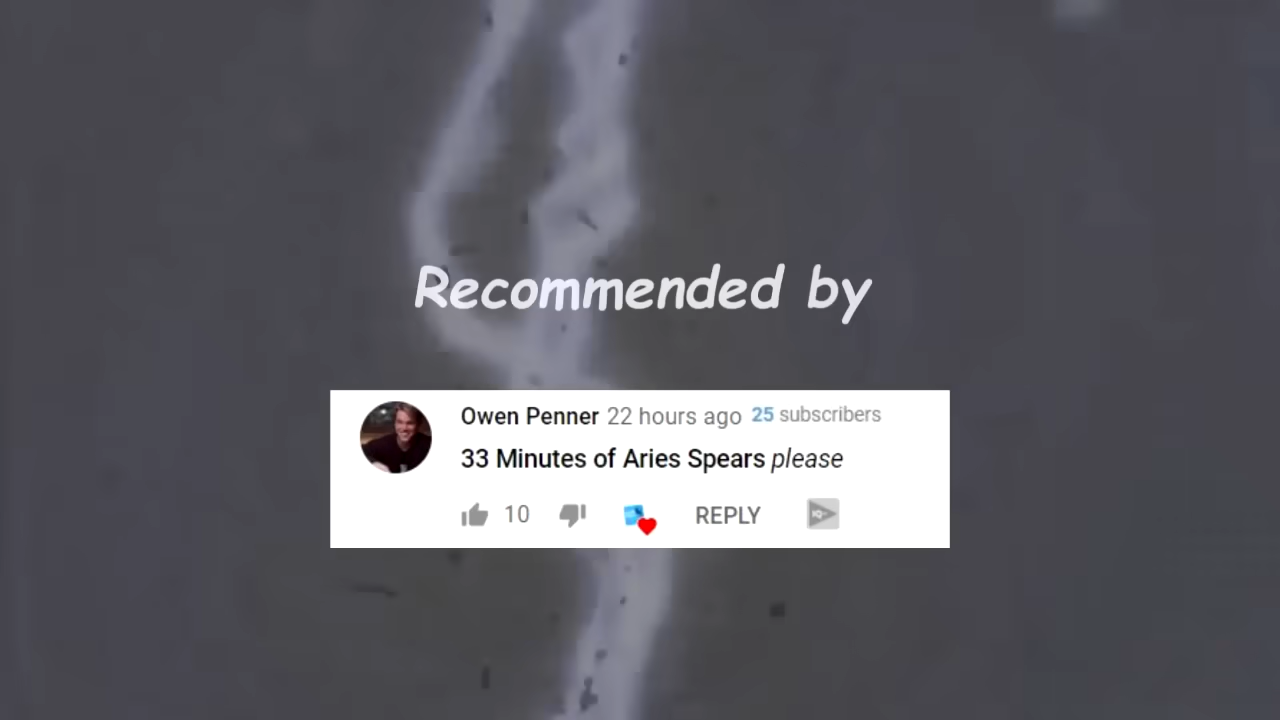 Recommended by
Owen Penner 22 hours ago 25 subscribers
33 Minutes of Aries Spears please
10 REPLY